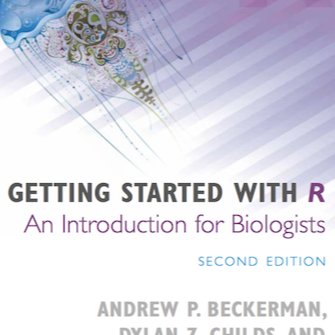 GETTING STARTED WITH R
An Introduction for Biologists
SECOND EDITION
ANDREW P. BECKERMAN,
DYLAN Z. CHILDS, AND